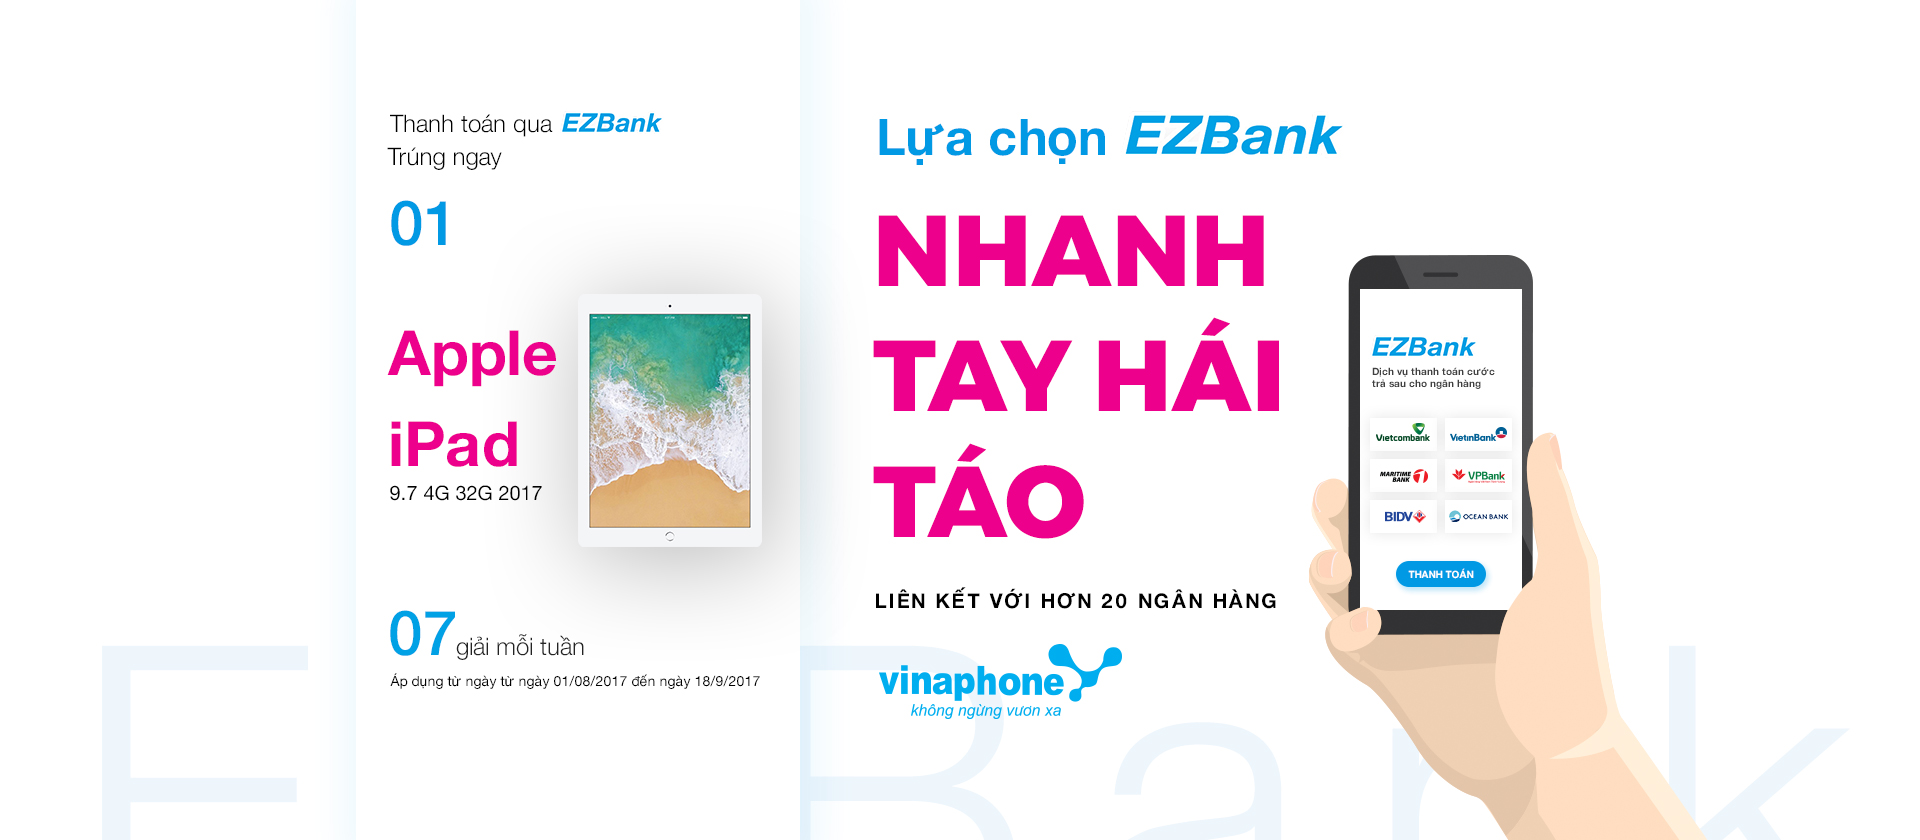 Thanh toán qua EZBank
Trúng ngay
01
Apple
iPad
9.7 4G 32G 2017
07 giải mỗi tuần
Áp dụng từ ngày từ ngày 01/08/2017 đến ngày 18/9/2017
Lựa chọn EZBank
NHANH
TAY HÁI
TÁO
LIÊN KẾT VỚI HƠN 20 NGÂN HÀNG
vinaphone
không ngừng vươn xa
EZBank
Dịch vụ thanh toán cước
trả sau cho ngân hàng
Vietcombank VietinBank
MARITIME BANK VPBank
BIDV OCEAN BANK
THANH TOÁN
EZBank